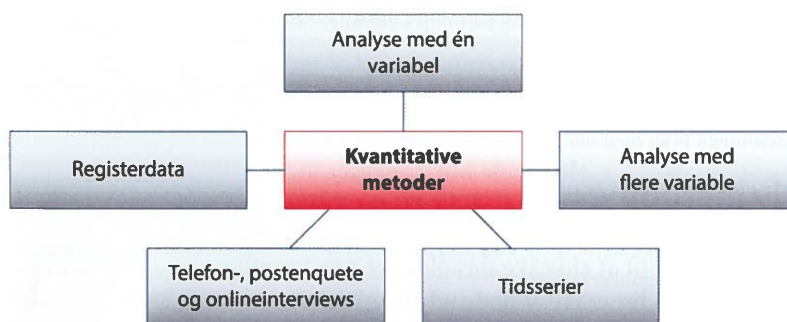 Analyse med én
variabel
Registerdata
Kvantitative
metoder
Analyse med
flere variable
Telefon-, postenquete
og onlineinterviews
Tidsserier